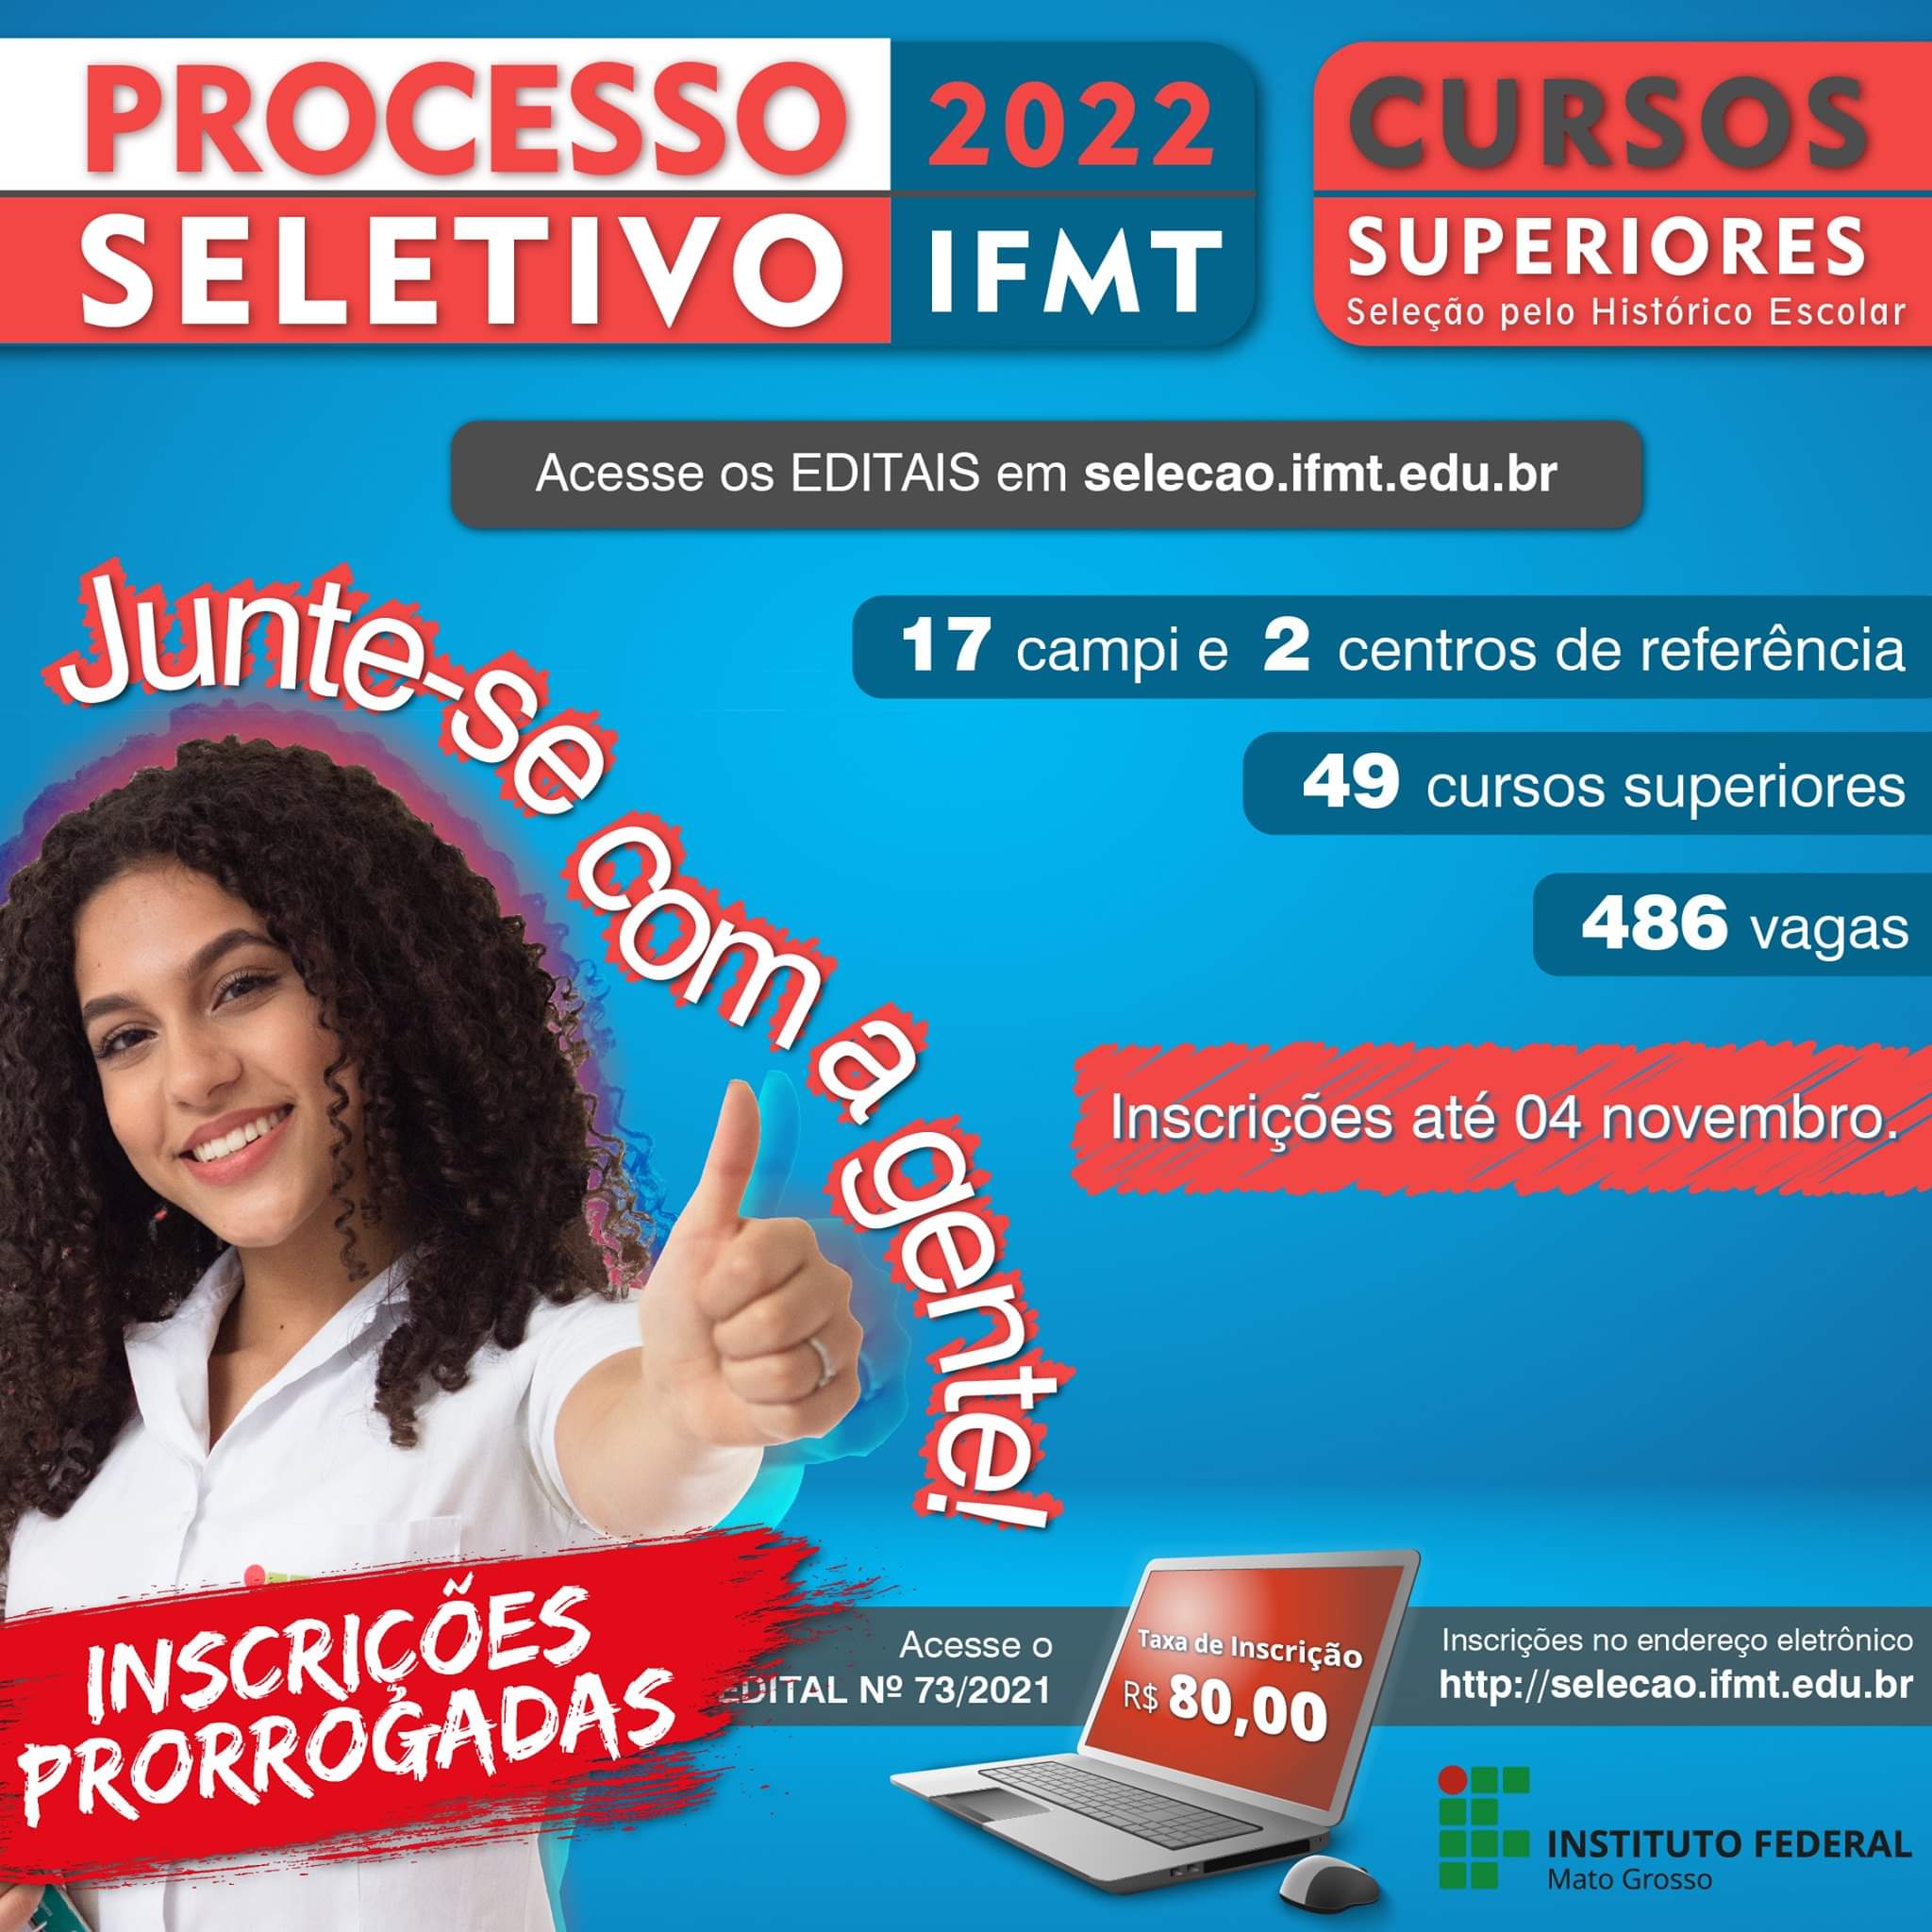 PROCESSO
SELETIVO
2022
IFMT
CURSOS
SUPERIORES
Seleção pelo Histórico Escolar
Acesse os EDITAIS em selecao.ifmt.edu.br
Junte-se com a gente!
17 campi e 2 centros de referência
49 cursos superiores
486 vagas
Inscrições até 04 novembro.
INSCRIÇÕES
PRORROGADAS
Acesse o
EDITAL Nº 73/2021
Taxa de Inscrição
R$ 80,00
Inscrições no endereço eletrônico
http://selecao.ifmt.edu.br
INSTITUTO FEDERAL
Mato Grosso